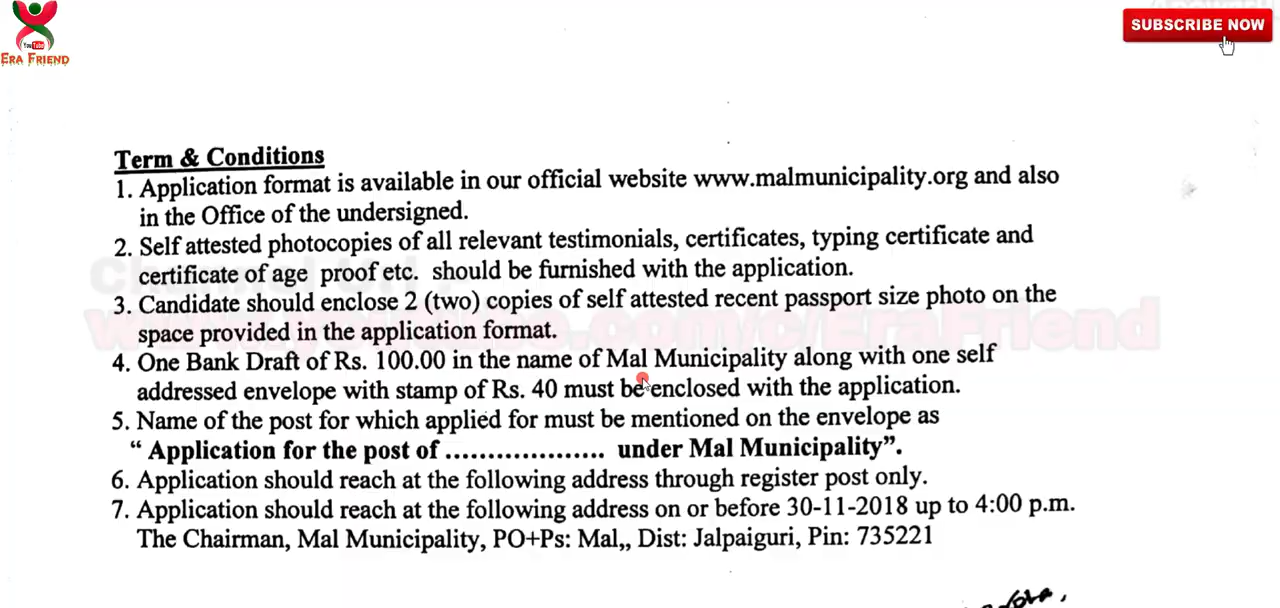 SUBSCRIBE NOW
YouTube
ERA FRIEND
Term & Conditions
1. Application format is available in our official website www.malmunicipality.org and also
in the Office of the undersigned.
2. Self attested photocopies of all relevant testimonials, certificates, typing certificate and
certificate of age proof etc. should be furnished with the application.
3. Candidate should enclose 2 (two) copies of self attested recent passport size photo on the
space provided in the application format.
4. One Bank Draft of Rs. 100.00 in the name of Mal Municipality along with one self
addressed envelope with stamp of Rs. 40 must be enclosed with the application.
5. Name of the post for which applied for must be mentioned on the envelope as
“ Application for the post of ................... under Mal Municipality”.
6. Application should reach at the following address through register post only.
7. Application should reach at the following address on or before 30-11-2018 up to 4:00 p.m.
The Chairman, Mal Municipality, PO+Ps: Mal,, Dist: Jalpaiguri, Pin: 735221